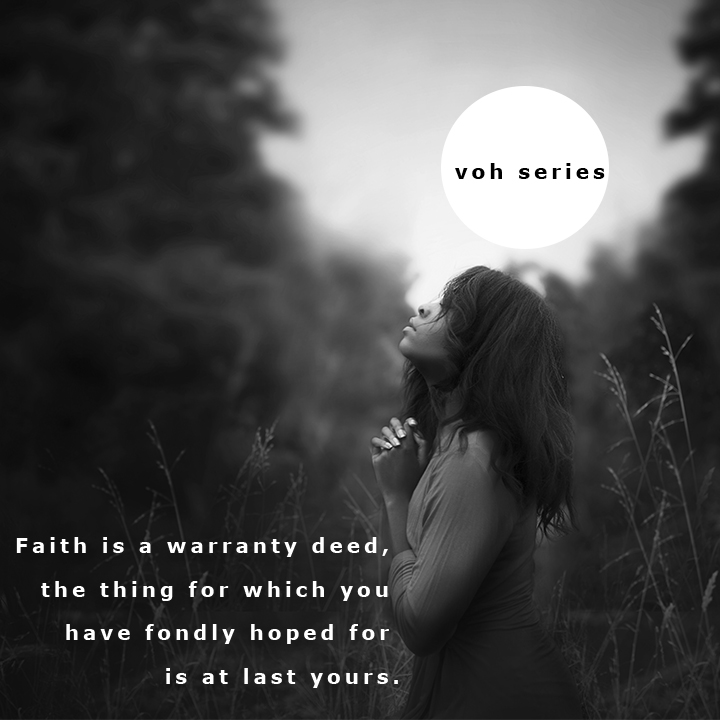 voh series
Faith is a warranty deed,
the thing for which you
have fondly hoped for
is at last yours.